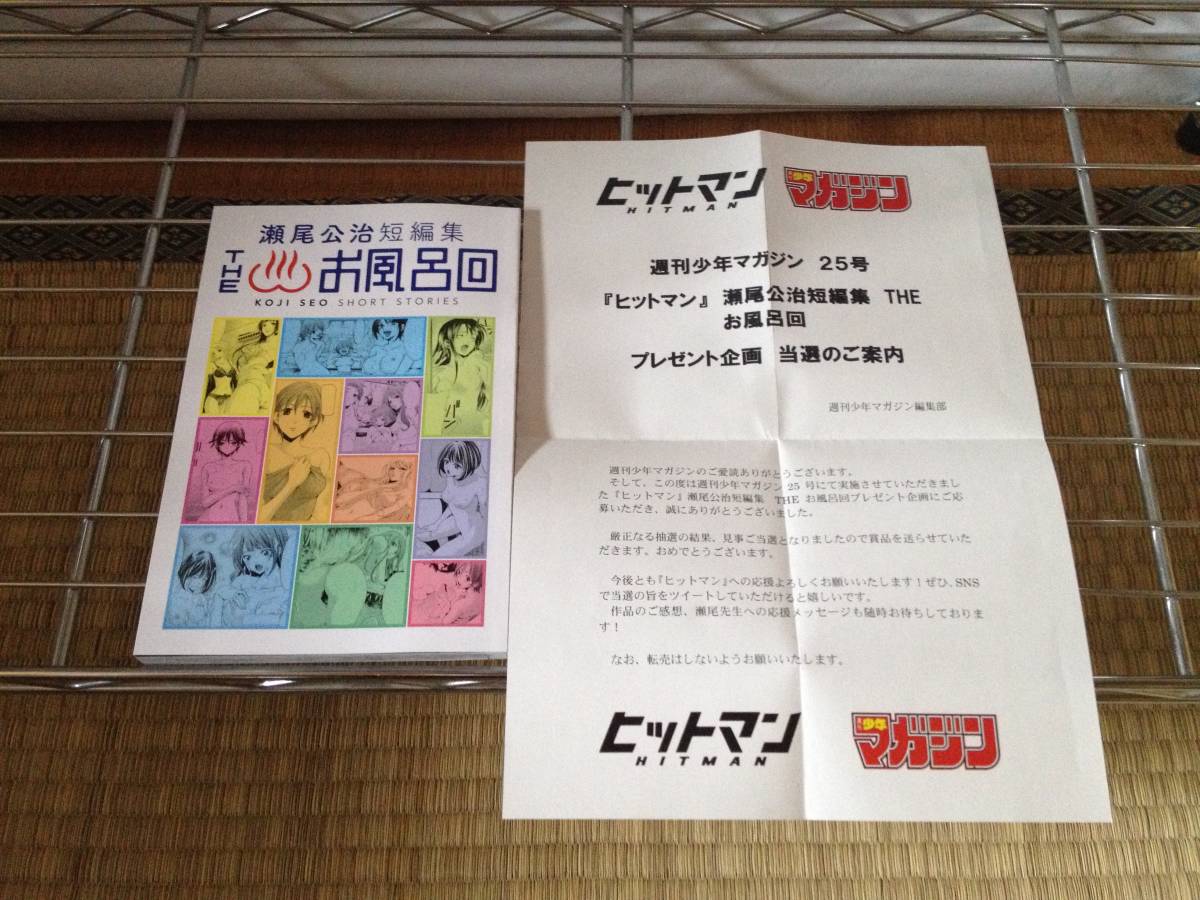 瀬尾公治短編集
THE お風呂回
KOJI SEO SHORT STORIES
バン
ヒットマン
HITMAN
週刊少年マガジン
週刊少年マガジン 25号
『ヒットマン』 瀬尾公治短編集 THE
お風呂回
プレゼント企画 当選のご案内
週刊少年マガジン編集部
週刊少年マガジンのご愛読ありがとうございます。
そして、この度は週刊少年マガジン 25 号にて実施させていただきまし
た『ヒットマン』瀬尾公治短編集 THE お風呂回プレゼント企画にご応
募いただき、誠にありがとうございました。
厳正なる抽選の結果、見事ご当選となりましたので賞品を送らせていた
だきます。おめでとうございます。
今後とも『ヒットマン』への応援よろしくお願いいたします！ぜひ、SNS
で当選の旨をツイートしていただけると嬉しいです。
作品のご感想、瀬尾先生への応援メッセージも随時お待ちしておりま
す！
なお、転売はしないようお願いいたします。
ヒットマン
HITMAN
週刊少年マガジン